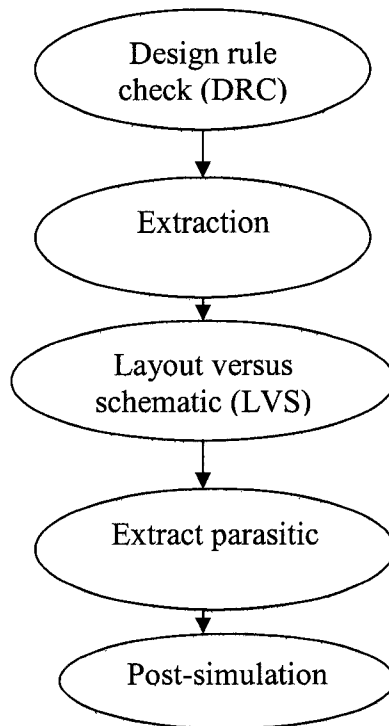 Design rule
check (DRC)
Extraction
Layout versus
schematic (LVS)
Extract parasitic
Post-simulation